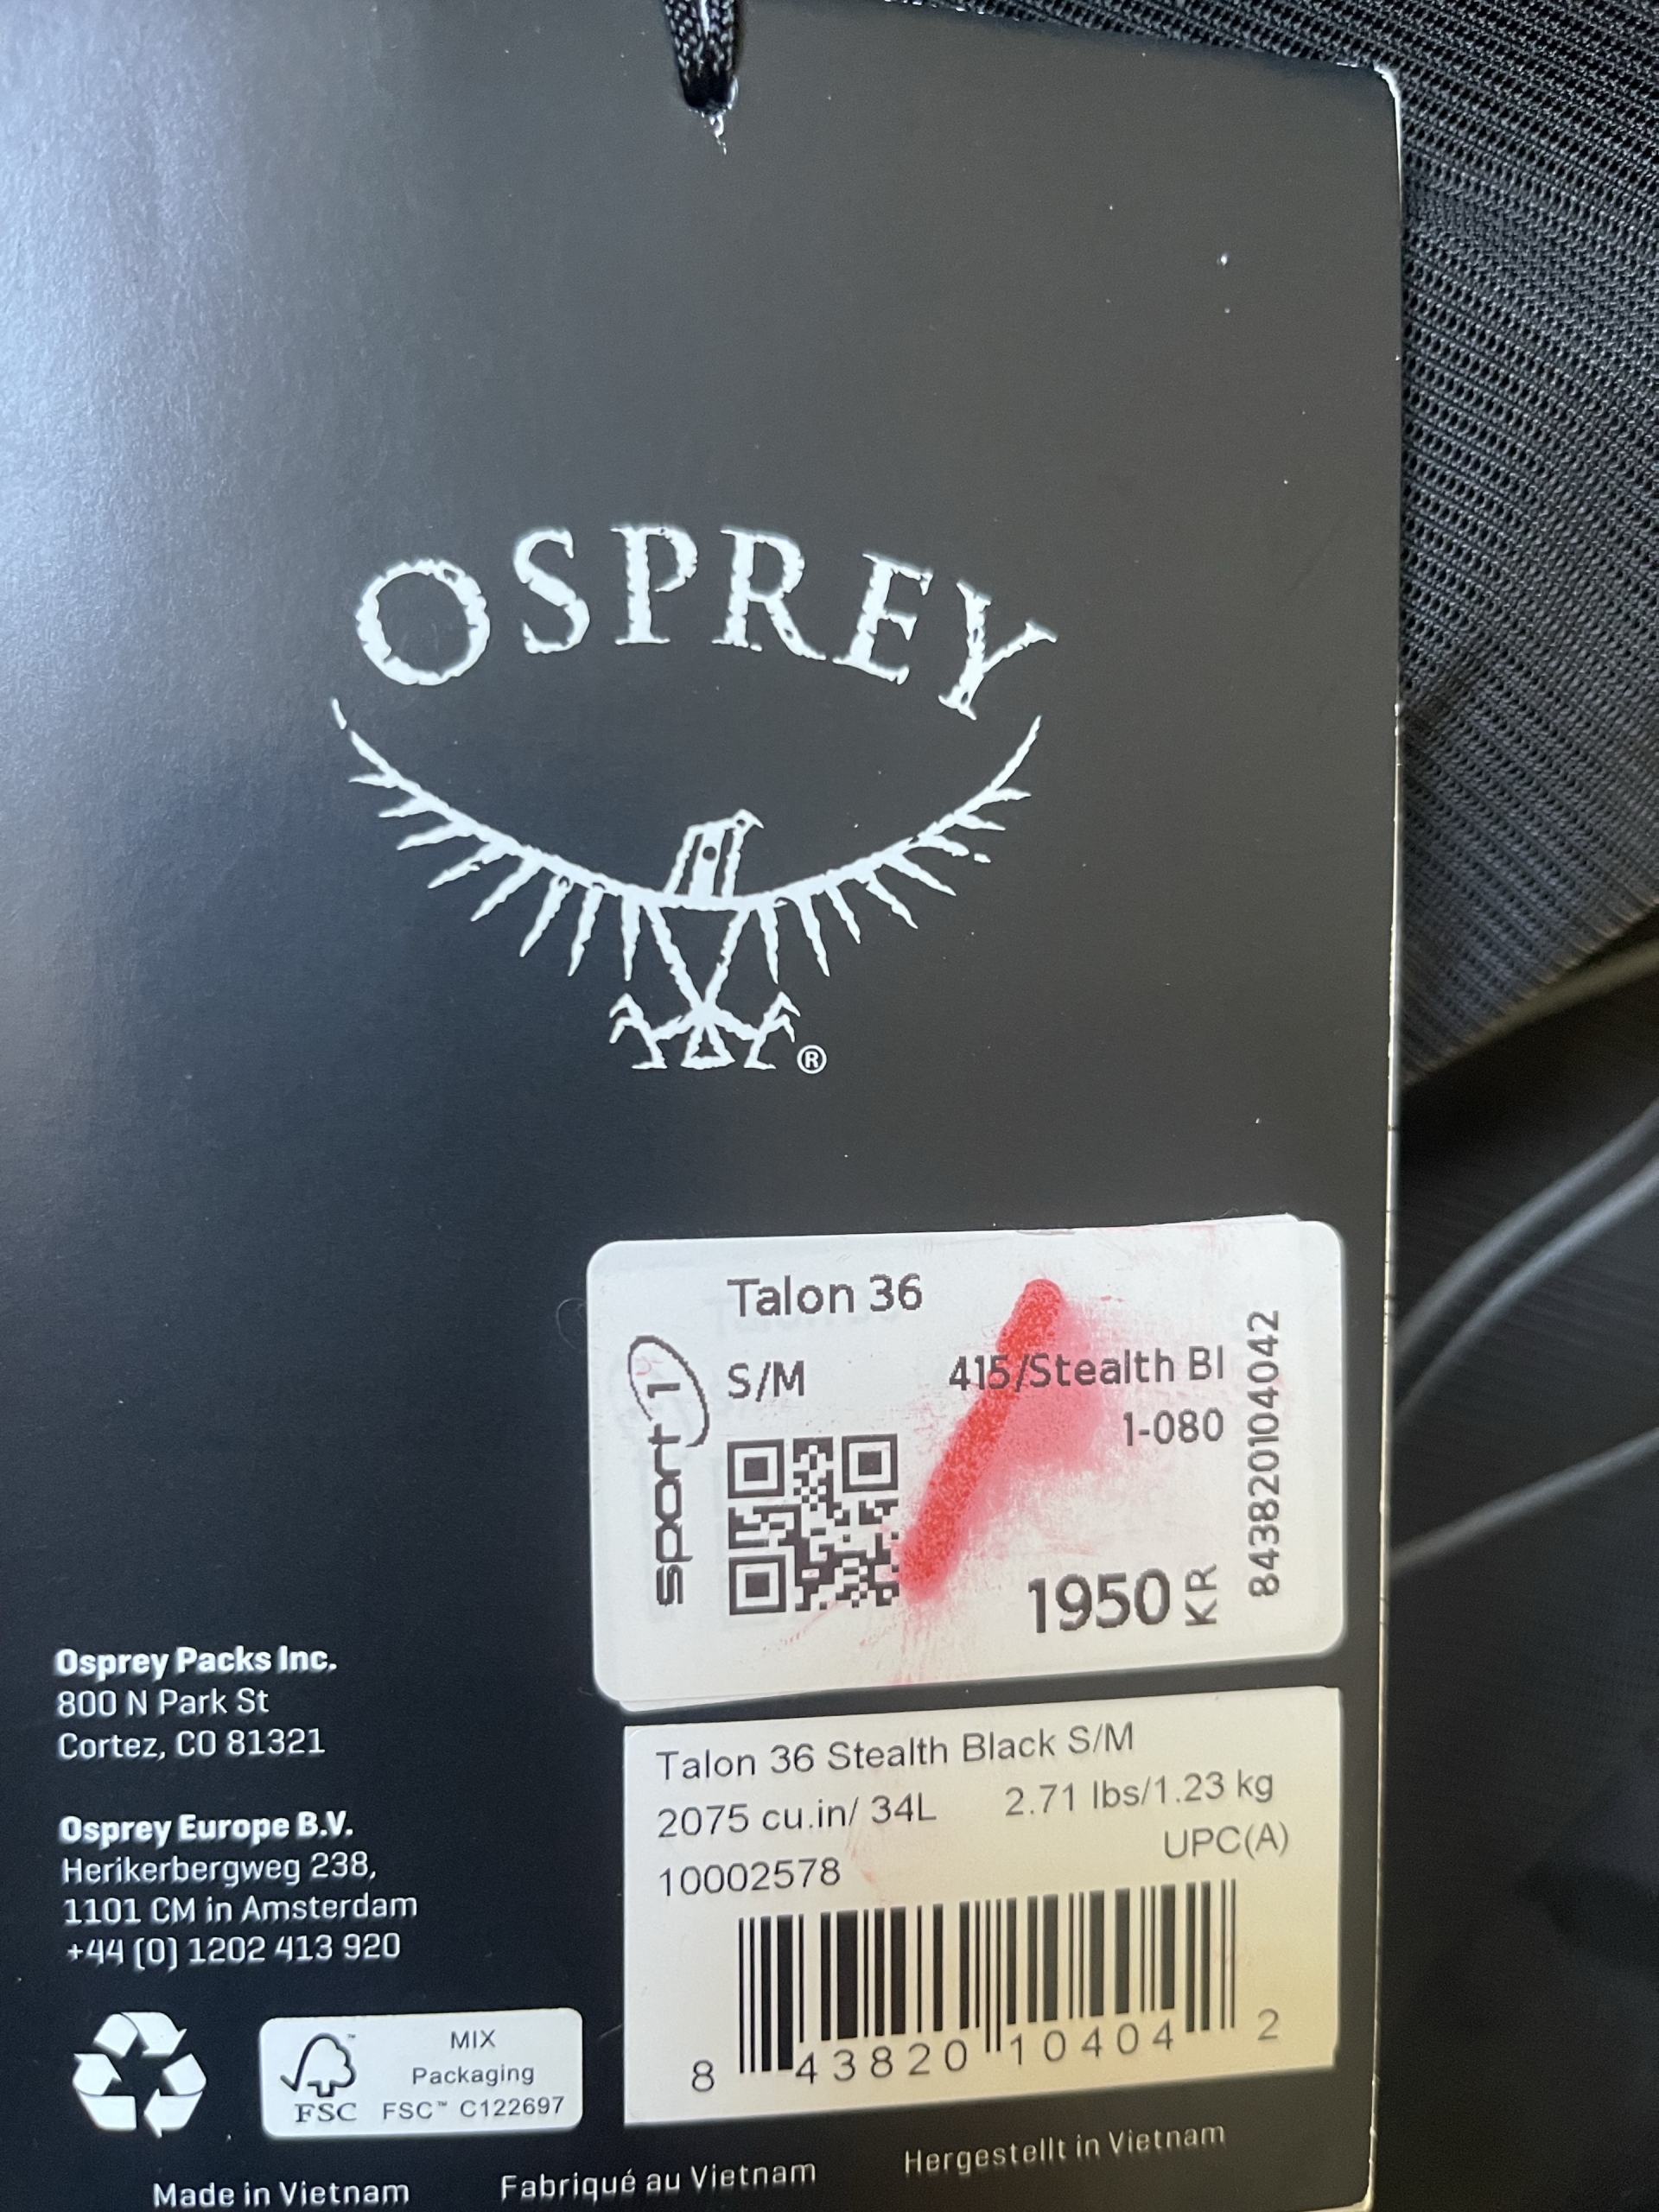 OSPREY
®
Talon 36
S/M 415/Stealth Bl
1-080
sport1
1950 KR
843820104042
Talon 36 Stealth Black S/M
2075 cu.in/ 34L 2.71 lbs/1.23 kg
UPC(A)
10002578
8 43820 10404 2
Osprey Packs Inc.
800 N Park St
Cortez, CO 81321
Osprey Europe B.V.
Herikerbergweg 238,
1101 CM in Amsterdam
+44 (0) 1202 413 920
FSC™
MIX
Packaging
FSC™ C122697
Made in Vietnam Fabriqué au Vietnam Hergestellt in Vietnam